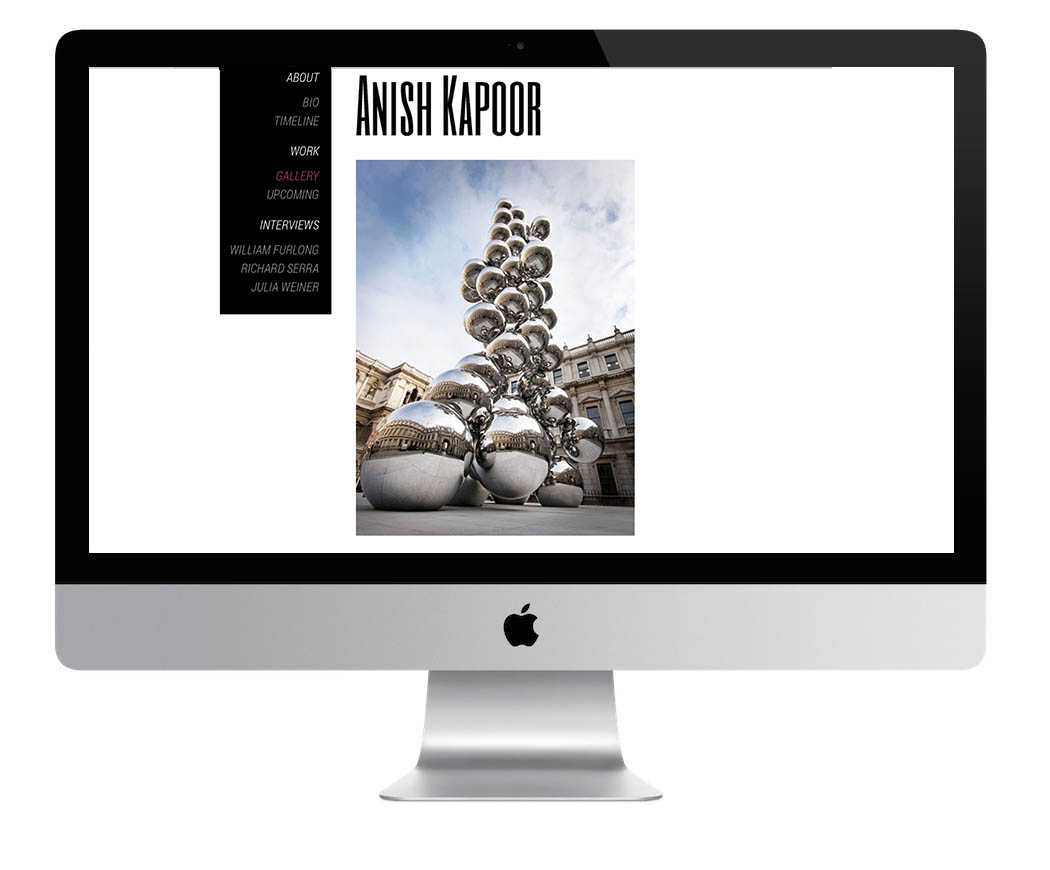 ABOUT
BIO
TIMELINE
WORK
GALLERY
UPCOMING
INTERVIEWS
WILLIAM FURLONG
RICHARD SERRA
JULIA WEINER
ANISH KAPOOR